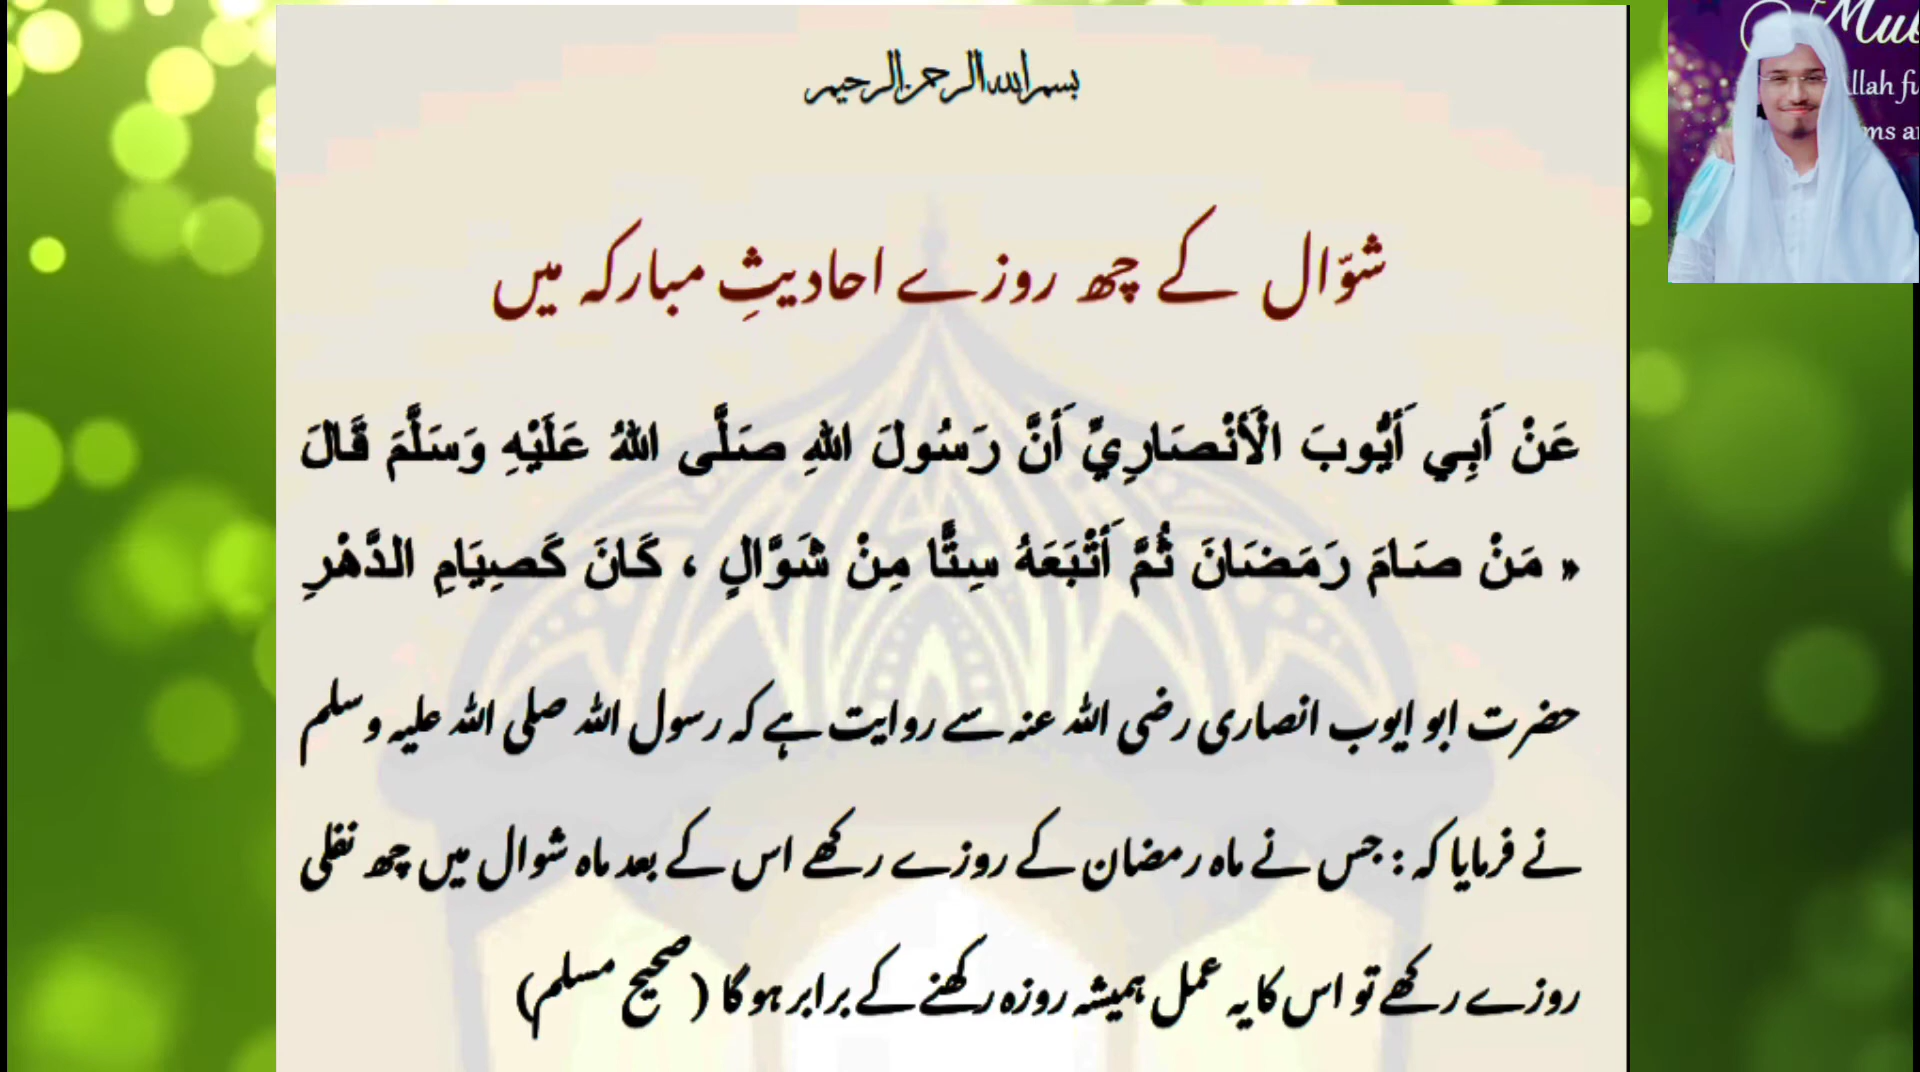 بسم اللہ الرحمن الرحیم
شوّال کے چھ روزے احادیثِ مبارکہ میں
عَنْ أَبِي أَيُّوبَ الْأَنْصَارِيِّ أَنَّ رَسُولَ اللهِ صَلَّى اللهُ عَلَيْهِ وَسَلَّمَ قَالَ
« مَنْ صَامَ رَمَضَانَ ثُمَّ أَتْبَعَهُ سِتًّا مِنْ شَوَّالٍ ، كَانَ كَصِيَامِ الدَّهْرِ
حضرت ابو ایوب انصاری رضی اللہ عنہ سے روایت ہے کہ رسول اللہ صلی اللہ علیہ وسلم
نے فرمایا کہ : جس نے ماہ رمضان کے روزے رکھے اس کے بعد ماہ شوال میں چھ نفلی
روزے رکھے تو اس کا یہ عمل ہمیشہ روزہ رکھنے کے برابر ہو گا ( صحیح مسلم)